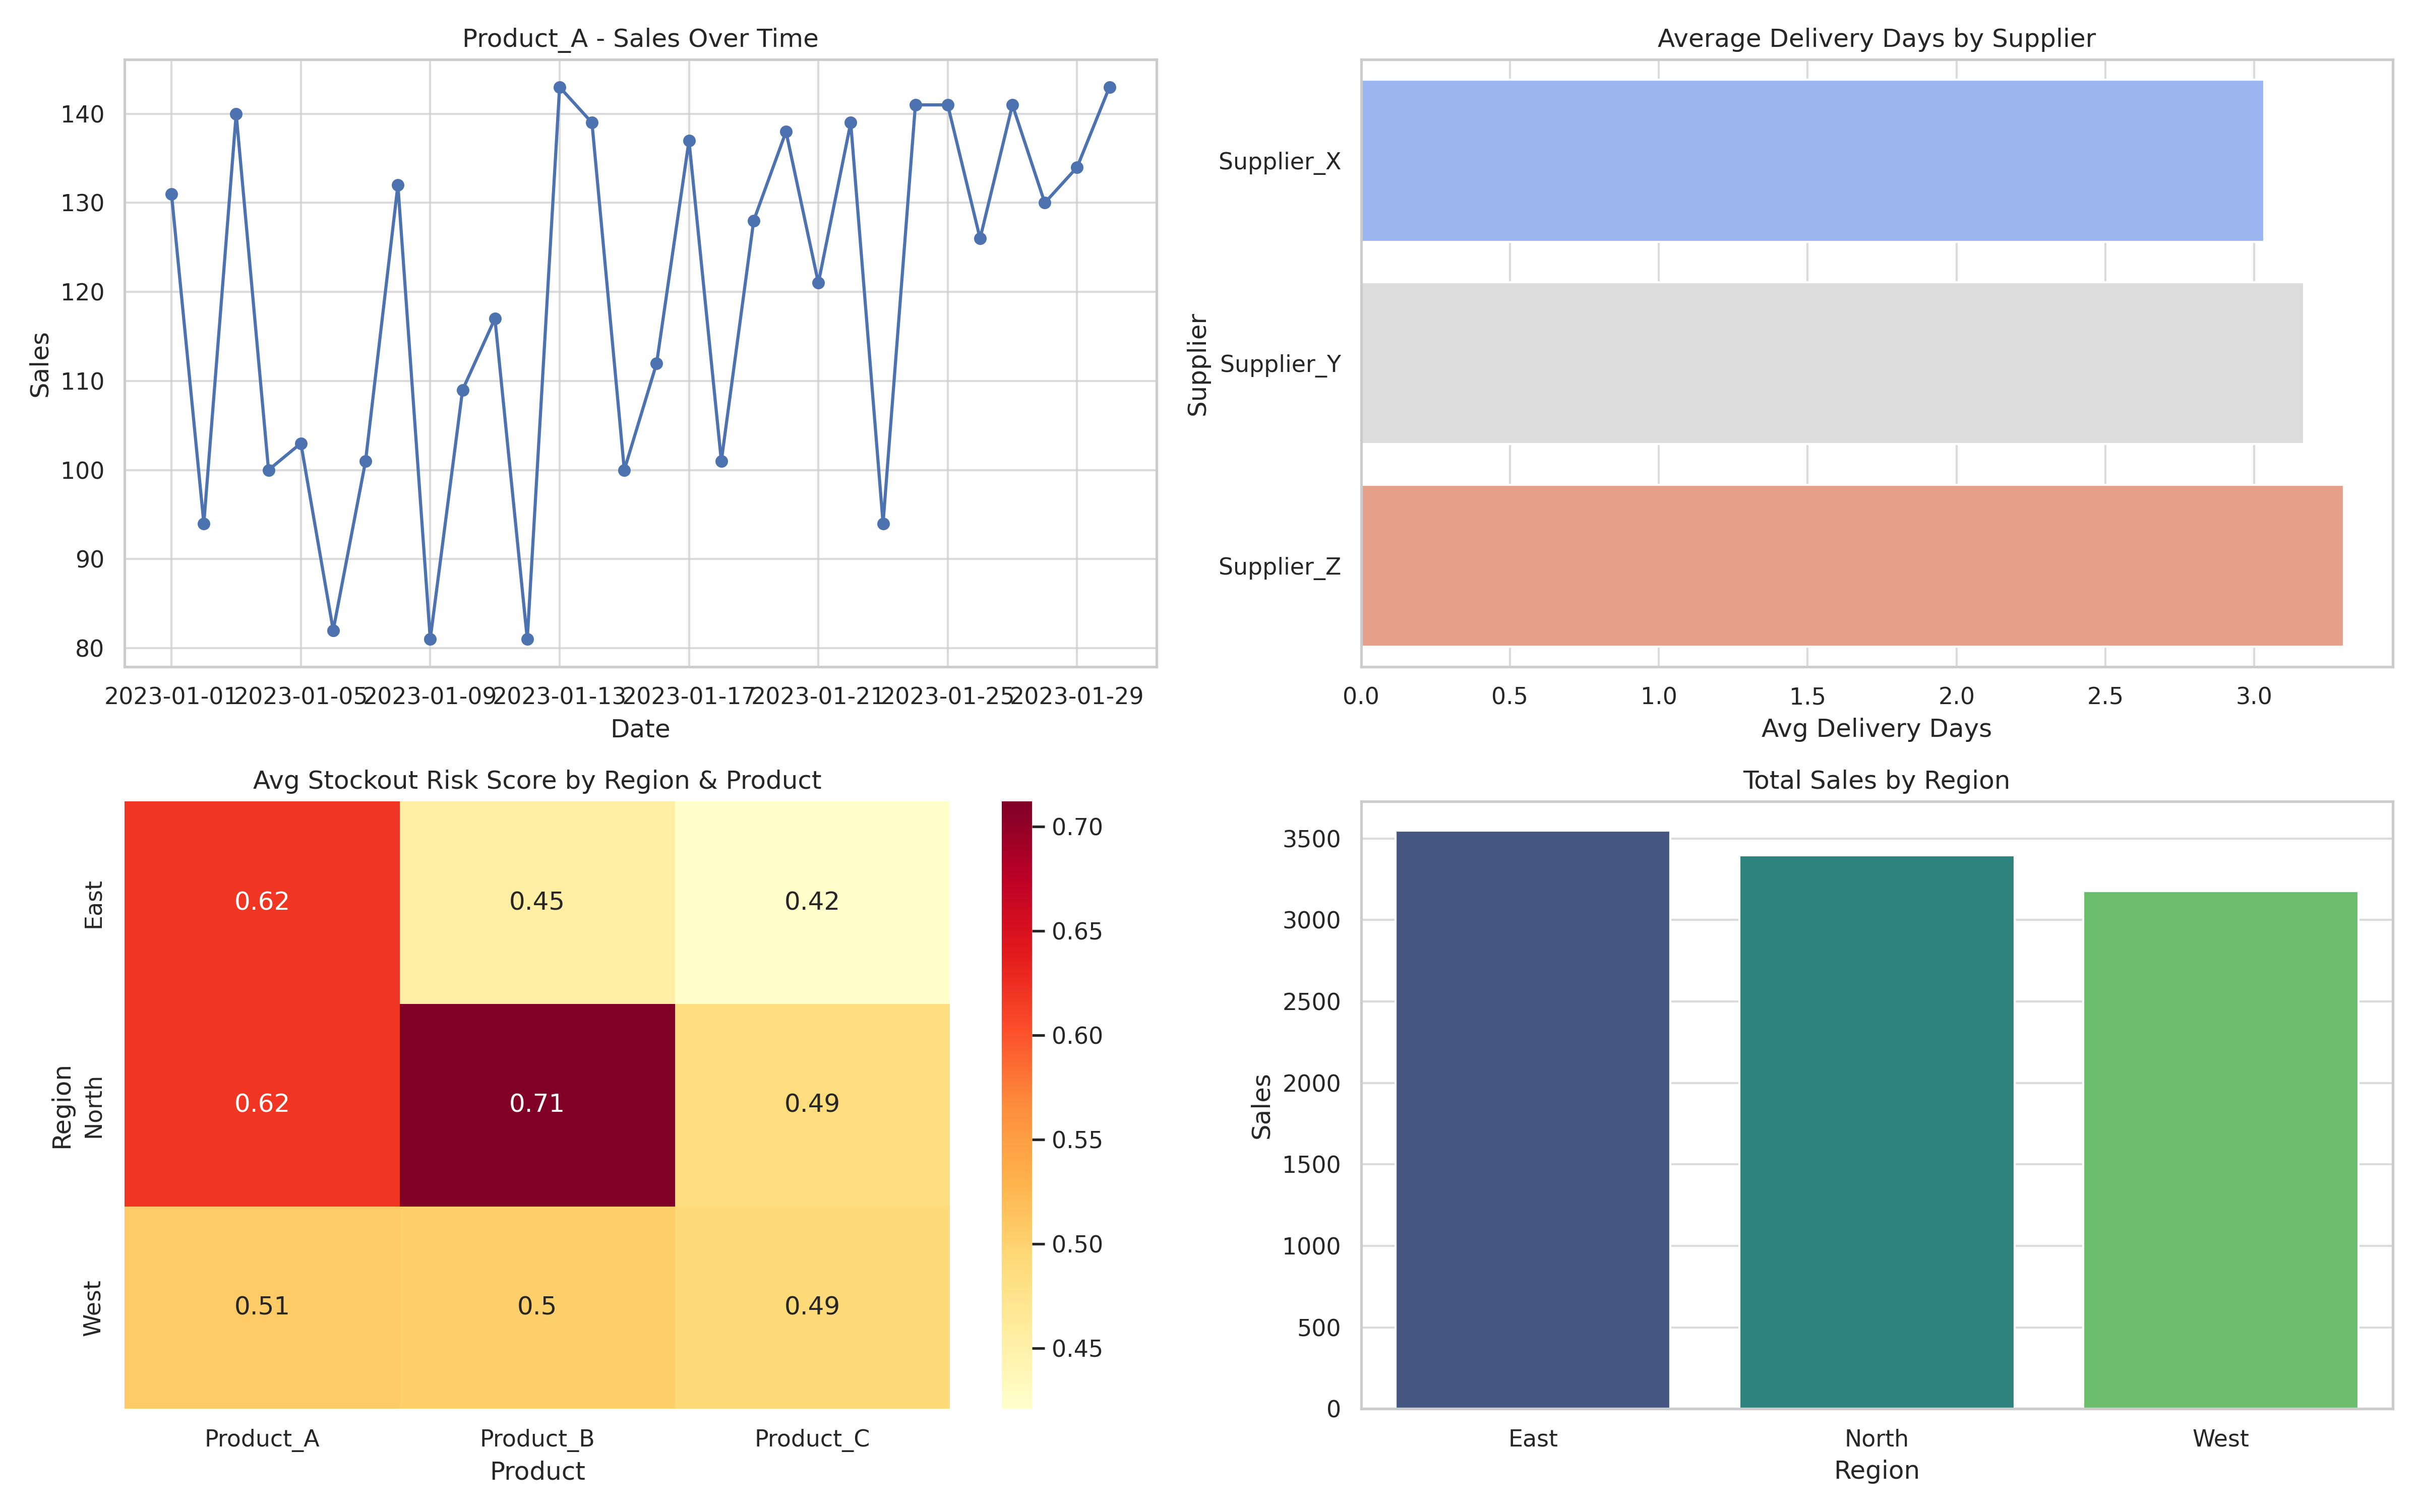 Product_A - Sales Over Time
140
130
120
110
100
90
80
Sales
2023-01-01 2023-01-05 2023-01-09 2023-01-13 2023-01-17 2023-01-21 2023-01-25 2023-01-29
Date
Average Delivery Days by Supplier
Supplier_X
Supplier_Y
Supplier_Z
Supplier
0.0 0.5 1.0 1.5 2.0 2.5 3.0
Avg Delivery Days
Avg Stockout Risk Score by Region & Product
East
North
West
Region
0.62 0.45 0.42
0.62 0.71 0.49
0.51 0.5 0.49
Product_A Product_B Product_C
Product
0.70
0.65
0.60
0.55
0.50
0.45
Total Sales by Region
3500
3000
2500
2000
1500
1000
500
0
Sales
East North West
Region